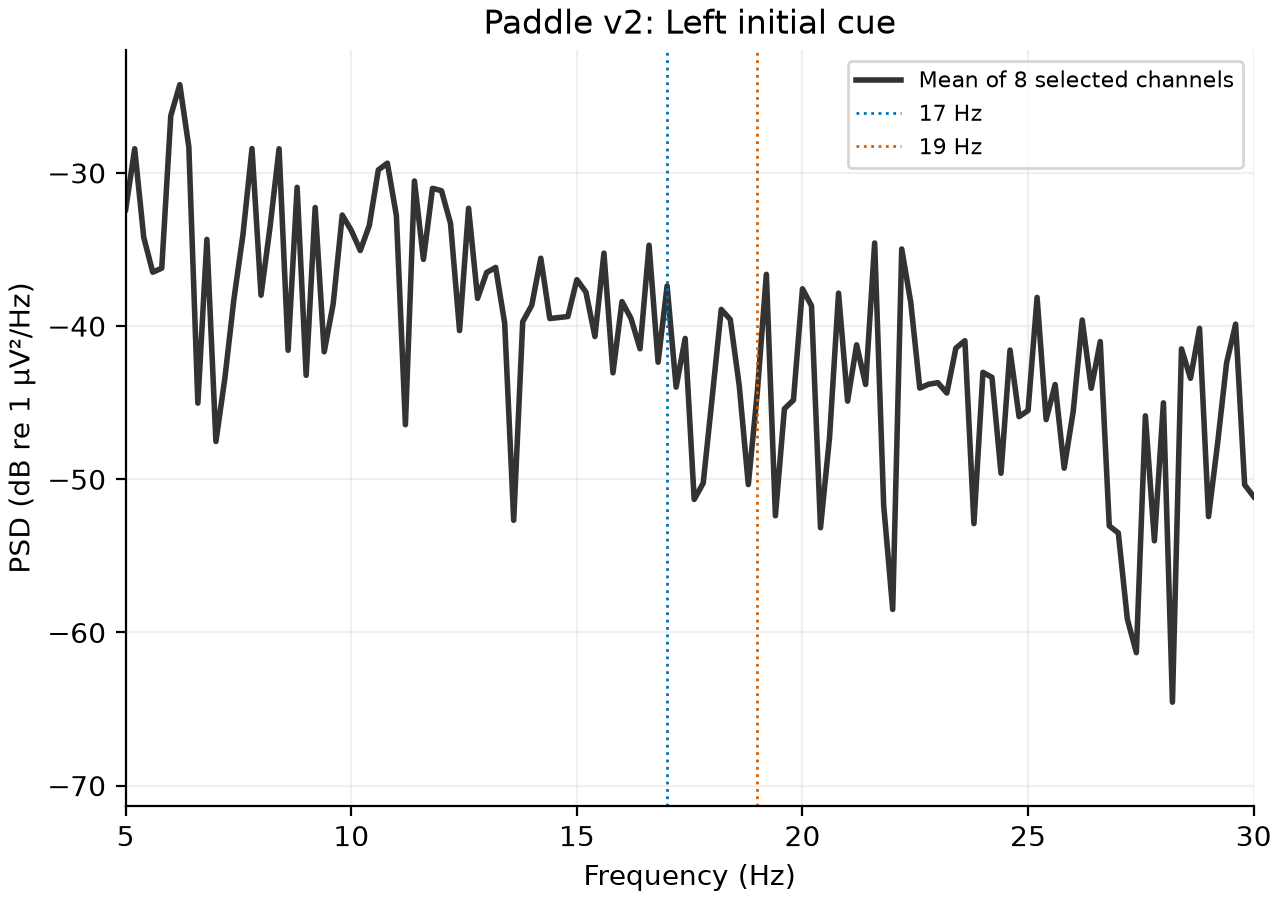 Paddle v2: Left initial cue
Mean of 8 selected channels
17 Hz
19 Hz
PSD (dB re 1 µV²/Hz)
−30
−40
−50
−60
−70
5
10
15
20
25
30
Frequency (Hz)